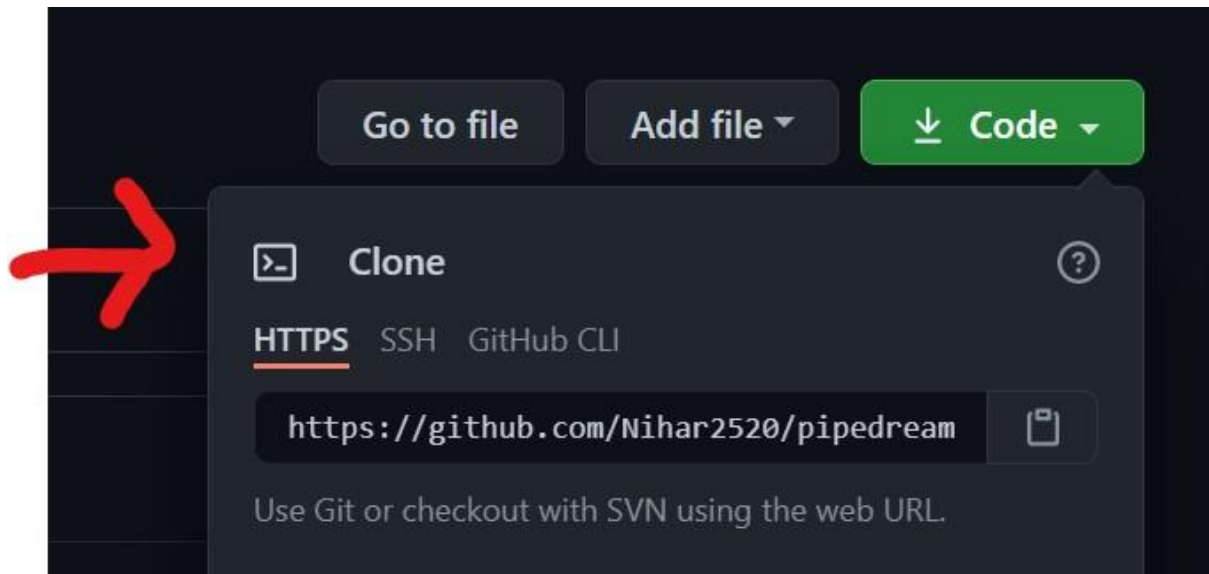 Go to file Add file Code
Clone
HTTPS SSH GitHub CLI
https://github.com/Nihar2520/pipedream
Use Git or checkout with SVN using the web URL.